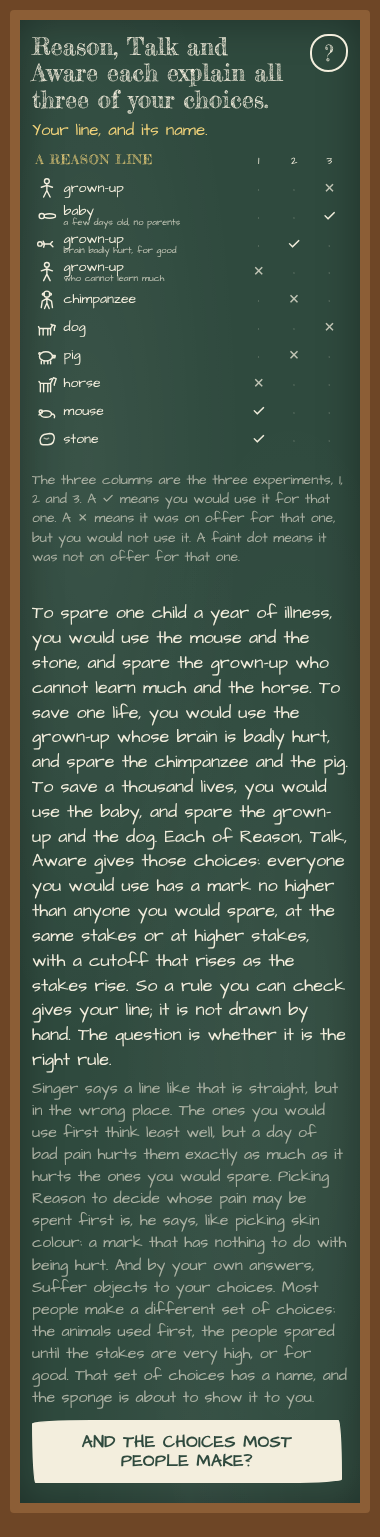 Reason, Talk and
Aware each explain all
three of your choices.
?
Your line, and its name.
A REASON LINE 1 2 3
grown-up · · ✕
baby · · ✓
a few days old, no parents
grown-up · ✓ ·
brain badly hurt, for good
grown-up ✕ · ·
who cannot learn much
chimpanzee · ✕ ·
dog · · ✕
pig · ✕ ·
horse ✕ · ·
mouse ✓ · ·
stone ✓ · ·
The three columns are the three experiments, 1,
2 and 3. A ✓ means you would use it for that
one. A ✕ means it was on offer for that one,
but you would not use it. A faint dot means it
was not on offer for that one.
To spare one child a year of illness,
you would use the mouse and the
stone, and spare the grown-up who
cannot learn much and the horse. To
save one life, you would use the
grown-up whose brain is badly hurt,
and spare the chimpanzee and the pig.
To save a thousand lives, you would
use the baby, and spare the grown-
up and the dog. Each of Reason, Talk,
Aware gives those choices: everyone
you would use has a mark no higher
than anyone you would spare, at the
same stakes or at higher stakes,
with a cutoff that rises as the
stakes rise. So a rule you can check
gives your line; it is not drawn by
hand. The question is whether it is the
right rule.
Singer says a line like that is straight, but
in the wrong place. The ones you would
use first think least well, but a day of
bad pain hurts them exactly as much as it
hurts the ones you would spare. Picking
Reason to decide whose pain may be
spent first is, he says, like picking skin
colour: a mark that has nothing to do with
being hurt. And by your own answers,
Suffer objects to your choices. Most
people make a different set of choices:
the animals used first, the people spared
until the stakes are very high, or for
good. That set of choices has a name, and
the sponge is about to show it to you.
AND THE CHOICES MOST
PEOPLE MAKE?